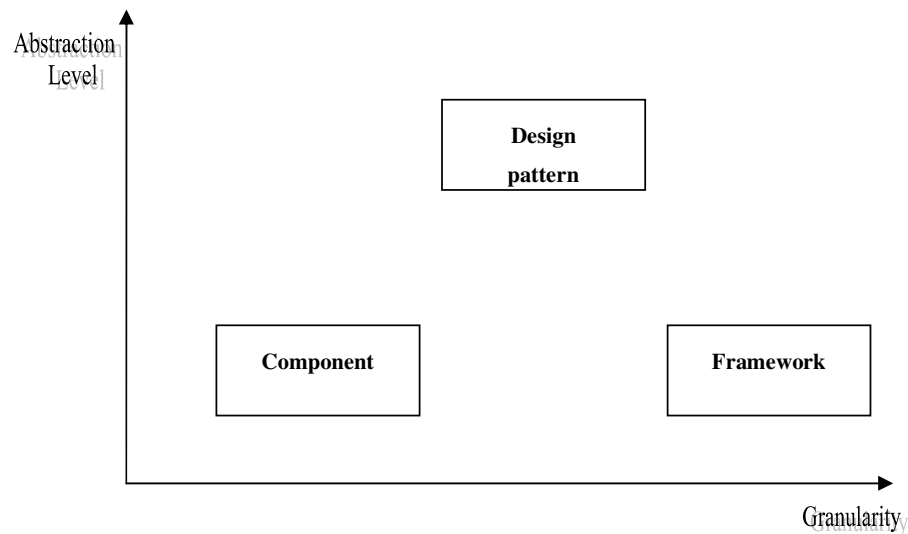 Abstraction
Level
Design
pattern
Component
Framework
Granularity